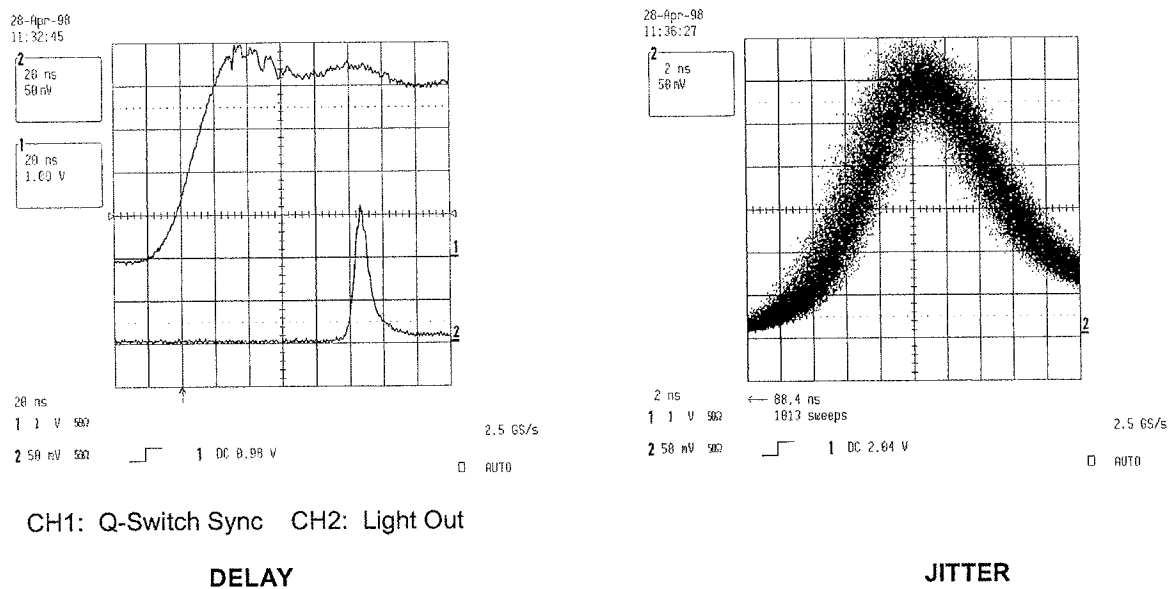 28-Apr-98
11:32:45
2
20 ns
50 mV
1
20 ns
1.00 V
1
2
20 ns
1 1 V 50Ω
2 50 mV 50Ω
1 DC 0.98 V
2.5 GS/s
AUTO
CH1: Q-Switch Sync CH2: Light Out
DELAY
28-Apr-98
11:36:27
2
2 ns
50 mV
2
2 ns
1 1 V 50Ω
2 50 mV 50Ω
← 88.4 ns
1013 sweeps
1 DC 2.04 V
2.5 GS/s
AUTO
JITTER